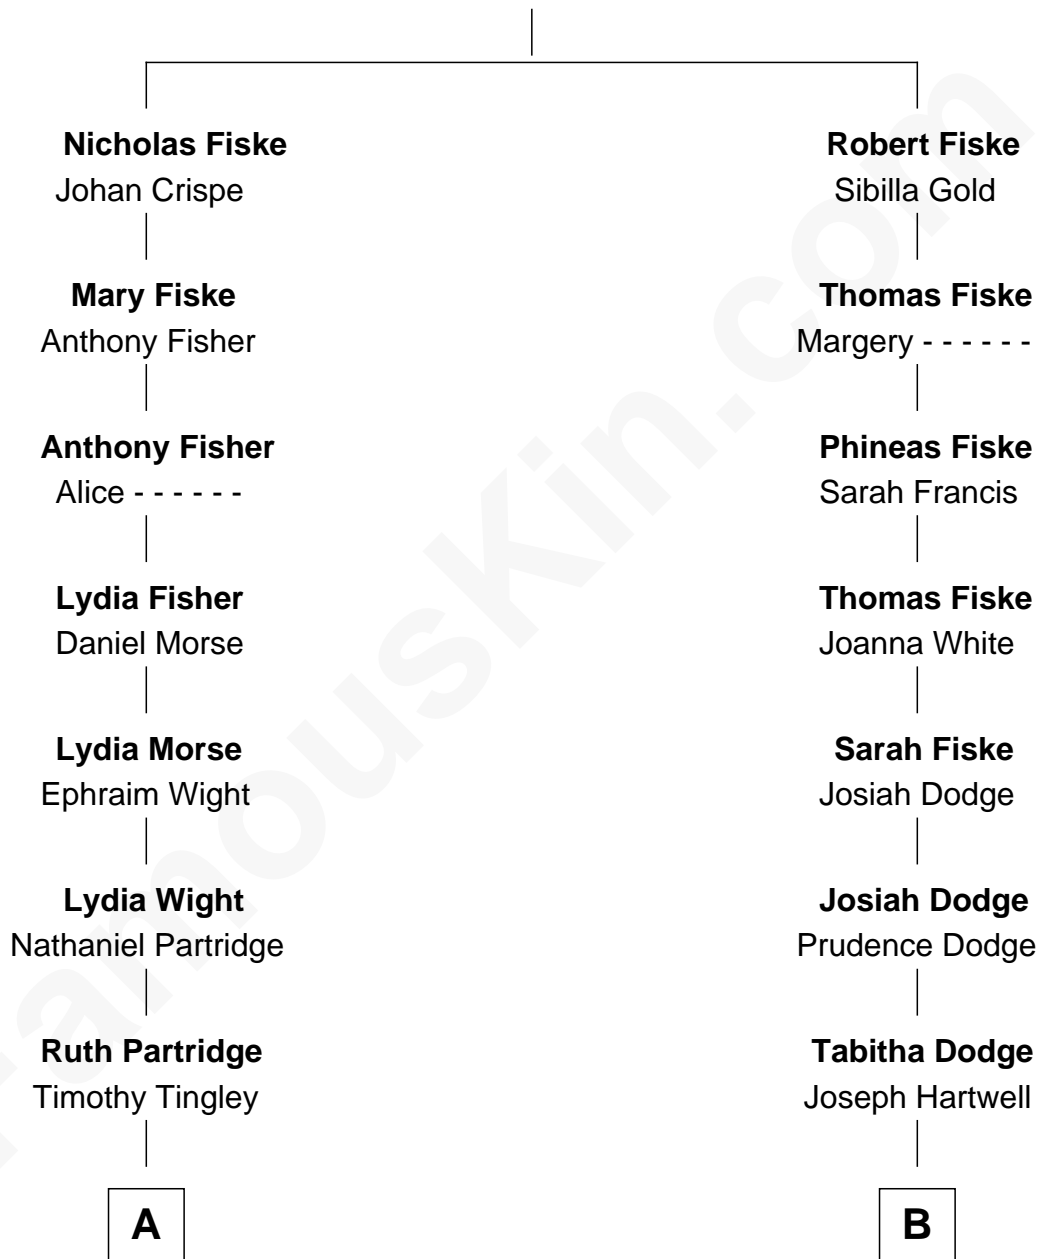 Nicholas Fiske
Johan Crispe
Mary Fiske
Anthony Fisher
Anthony Fisher
Alice - - - - - -
Lydia Fisher
Daniel Morse
Lydia Morse
Ephraim Wight
Lydia Wight
Nathaniel Partridge
Ruth Partridge
Timothy Tingley
A
Robert Fiske
Sibilla Gold
Thomas Fiske
Margery - - - - - -
Phineas Fiske
Sarah Francis
Thomas Fiske
Joanna White
Sarah Fiske
Josiah Dodge
Josiah Dodge
Prudence Dodge
Tabitha Dodge
Joseph Hartwell
B
FamousKin.com